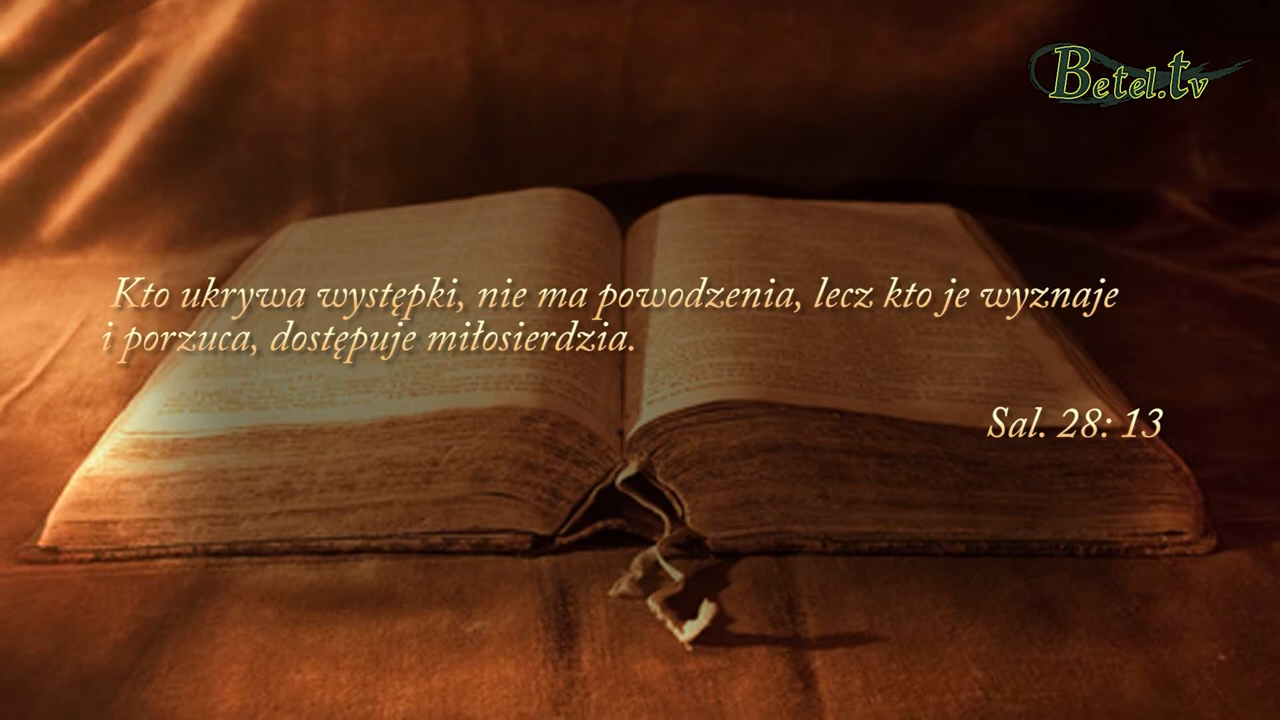 Betel.tv
Kto ukrywa występki, nie ma powodzenia, lecz kto je wyznaje
i porzuca, dostępuje miłosierdzia.
Sal. 28: 13